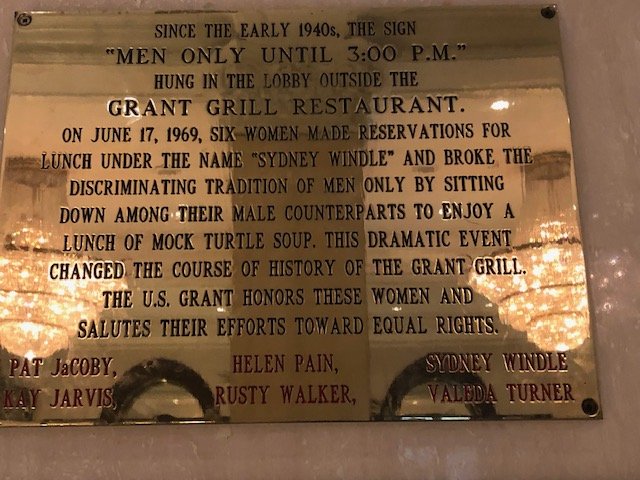 SINCE THE EARLY 1940s, THE SIGN
"MEN ONLY UNTIL 3:00 P.M."
HUNG IN THE LOBBY OUTSIDE THE
GRANT GRILL RESTAURANT.
ON JUNE 17, 1969, SIX WOMEN MADE RESERVATIONS FOR
LUNCH UNDER THE NAME "SYDNEY WINDLE" AND BROKE THE
DISCRIMINATING TRADITION OF MEN ONLY BY SITTING
DOWN AMONG THEIR MALE COUNTERPARTS TO ENJOY A
LUNCH OF MOCK TURTLE SOUP. THIS DRAMATIC EVENT
CHANGED THE COURSE OF HISTORY OF THE GRANT GRILL.
THE U.S. GRANT HONORS THESE WOMEN AND
SALUTES THEIR EFFORTS TOWARD EQUAL RIGHTS.
PAT JaCOBY, HELEN PAIN, SYDNEY WINDLE
KAY JARVIS, RUSTY WALKER, VALEDA TURNER